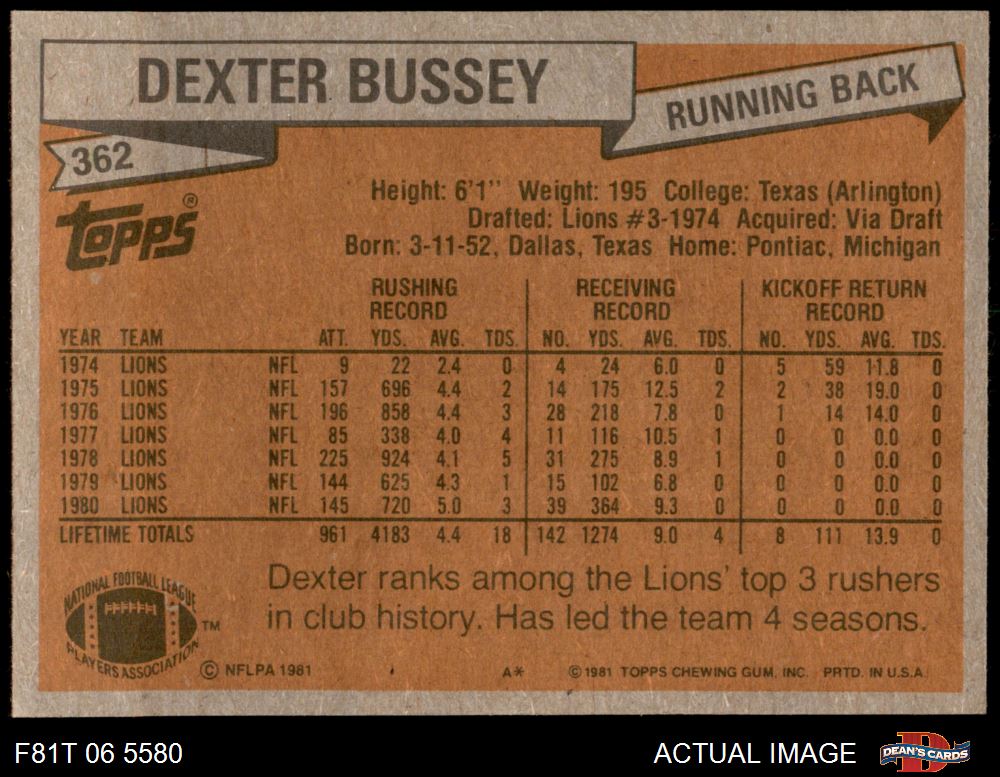 DEXTER BUSSEY
RUNNING BACK
362
TOPPS®
Height: 6'1" Weight: 195 College: Texas (Arlington)
Drafted: Lions #3-1974 Acquired: Via Draft
Born: 3-11-52, Dallas, Texas Home: Pontiac, Michigan
RUSHING RECORD RECEIVING RECORD KICKOFF RETURN RECORD
YEAR TEAM ATT. YDS. AVG. TDS. NO. YDS. AVG. TDS. NO. YDS. AVG. TDS.
1974 LIONS NFL 9 22 2.4 0 4 24 6.0 0 5 59 11.8 0
1975 LIONS NFL 157 696 4.4 2 14 175 12.5 2 2 38 19.0 0
1976 LIONS NFL 196 858 4.4 3 28 218 7.8 0 1 14 14.0 0
1977 LIONS NFL 85 338 4.0 4 11 116 10.5 1 0 0 0.0 0
1978 LIONS NFL 225 924 4.1 5 31 275 8.9 1 0 0 0.0 0
1979 LIONS NFL 144 625 4.3 1 15 102 6.8 0 0 0 0.0 0
1980 LIONS NFL 145 720 5.0 3 39 364 9.3 0 0 0 0.0 0
LIFETIME TOTALS 961 4183 4.4 18 142 1274 9.0 4 8 111 13.9 0
Dexter ranks among the Lions' top 3 rushers
in club history. Has led the team 4 seasons.
NATIONAL FOOTBALL LEAGUE
PLAYERS ASSOCIATION
TM
© NFLPA 1981
A*
© 1981 TOPPS CHEWING GUM, INC. PRTD. IN U.S.A.
F81T 06 5580
ACTUAL IMAGE
D
DEAN'S CARDS